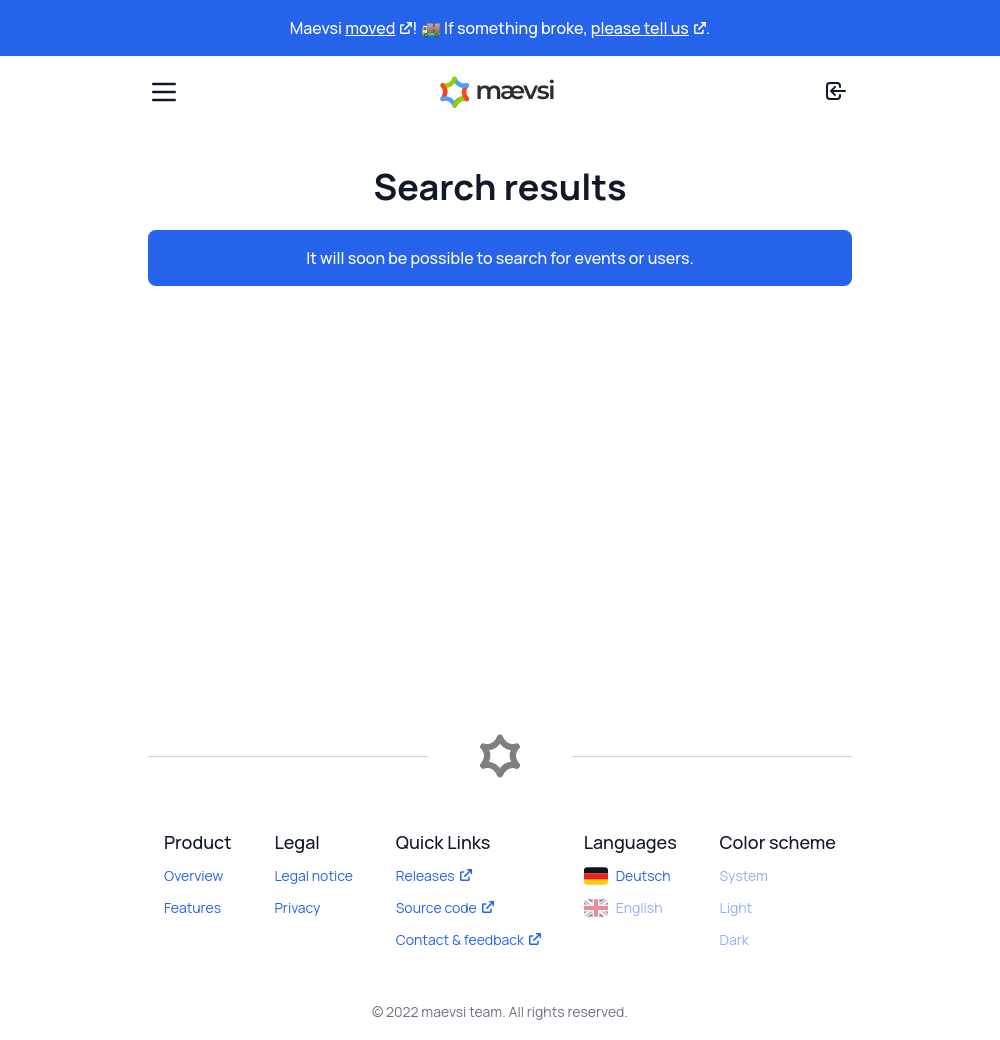 Maevsi moved ! 🚚 If something broke, please tell us .
mævsi
Search results
It will soon be possible to search for events or users.
Product
Overview
Features
Legal
Legal notice
Privacy
Quick Links
Releases
Source code
Contact & feedback
Languages
Deutsch
English
Color scheme
System
Light
Dark
© 2022 maevsi team. All rights reserved.